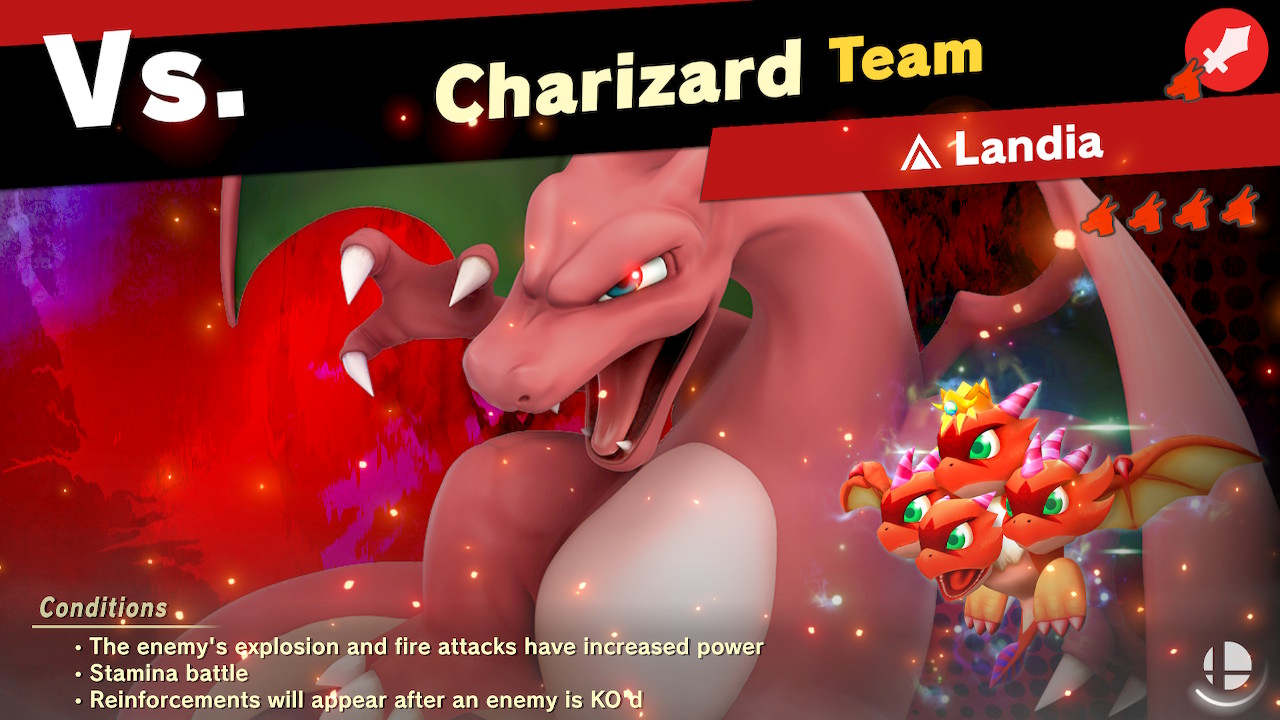 Vs.
Charizard Team
Landia
Conditions
• The enemy's explosion and fire attacks have increased power
• Stamina battle
• Reinforcements will appear after an enemy is KO'd